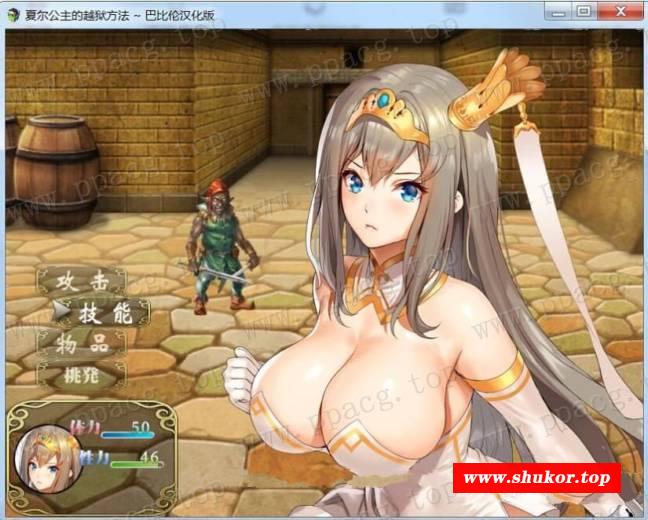 夏尔公主的越狱方法 ~ 巴比伦汉化版
www.ppacg.top
攻击
技能
物品
挑発
体力 50
性力 46
www.shukor.top